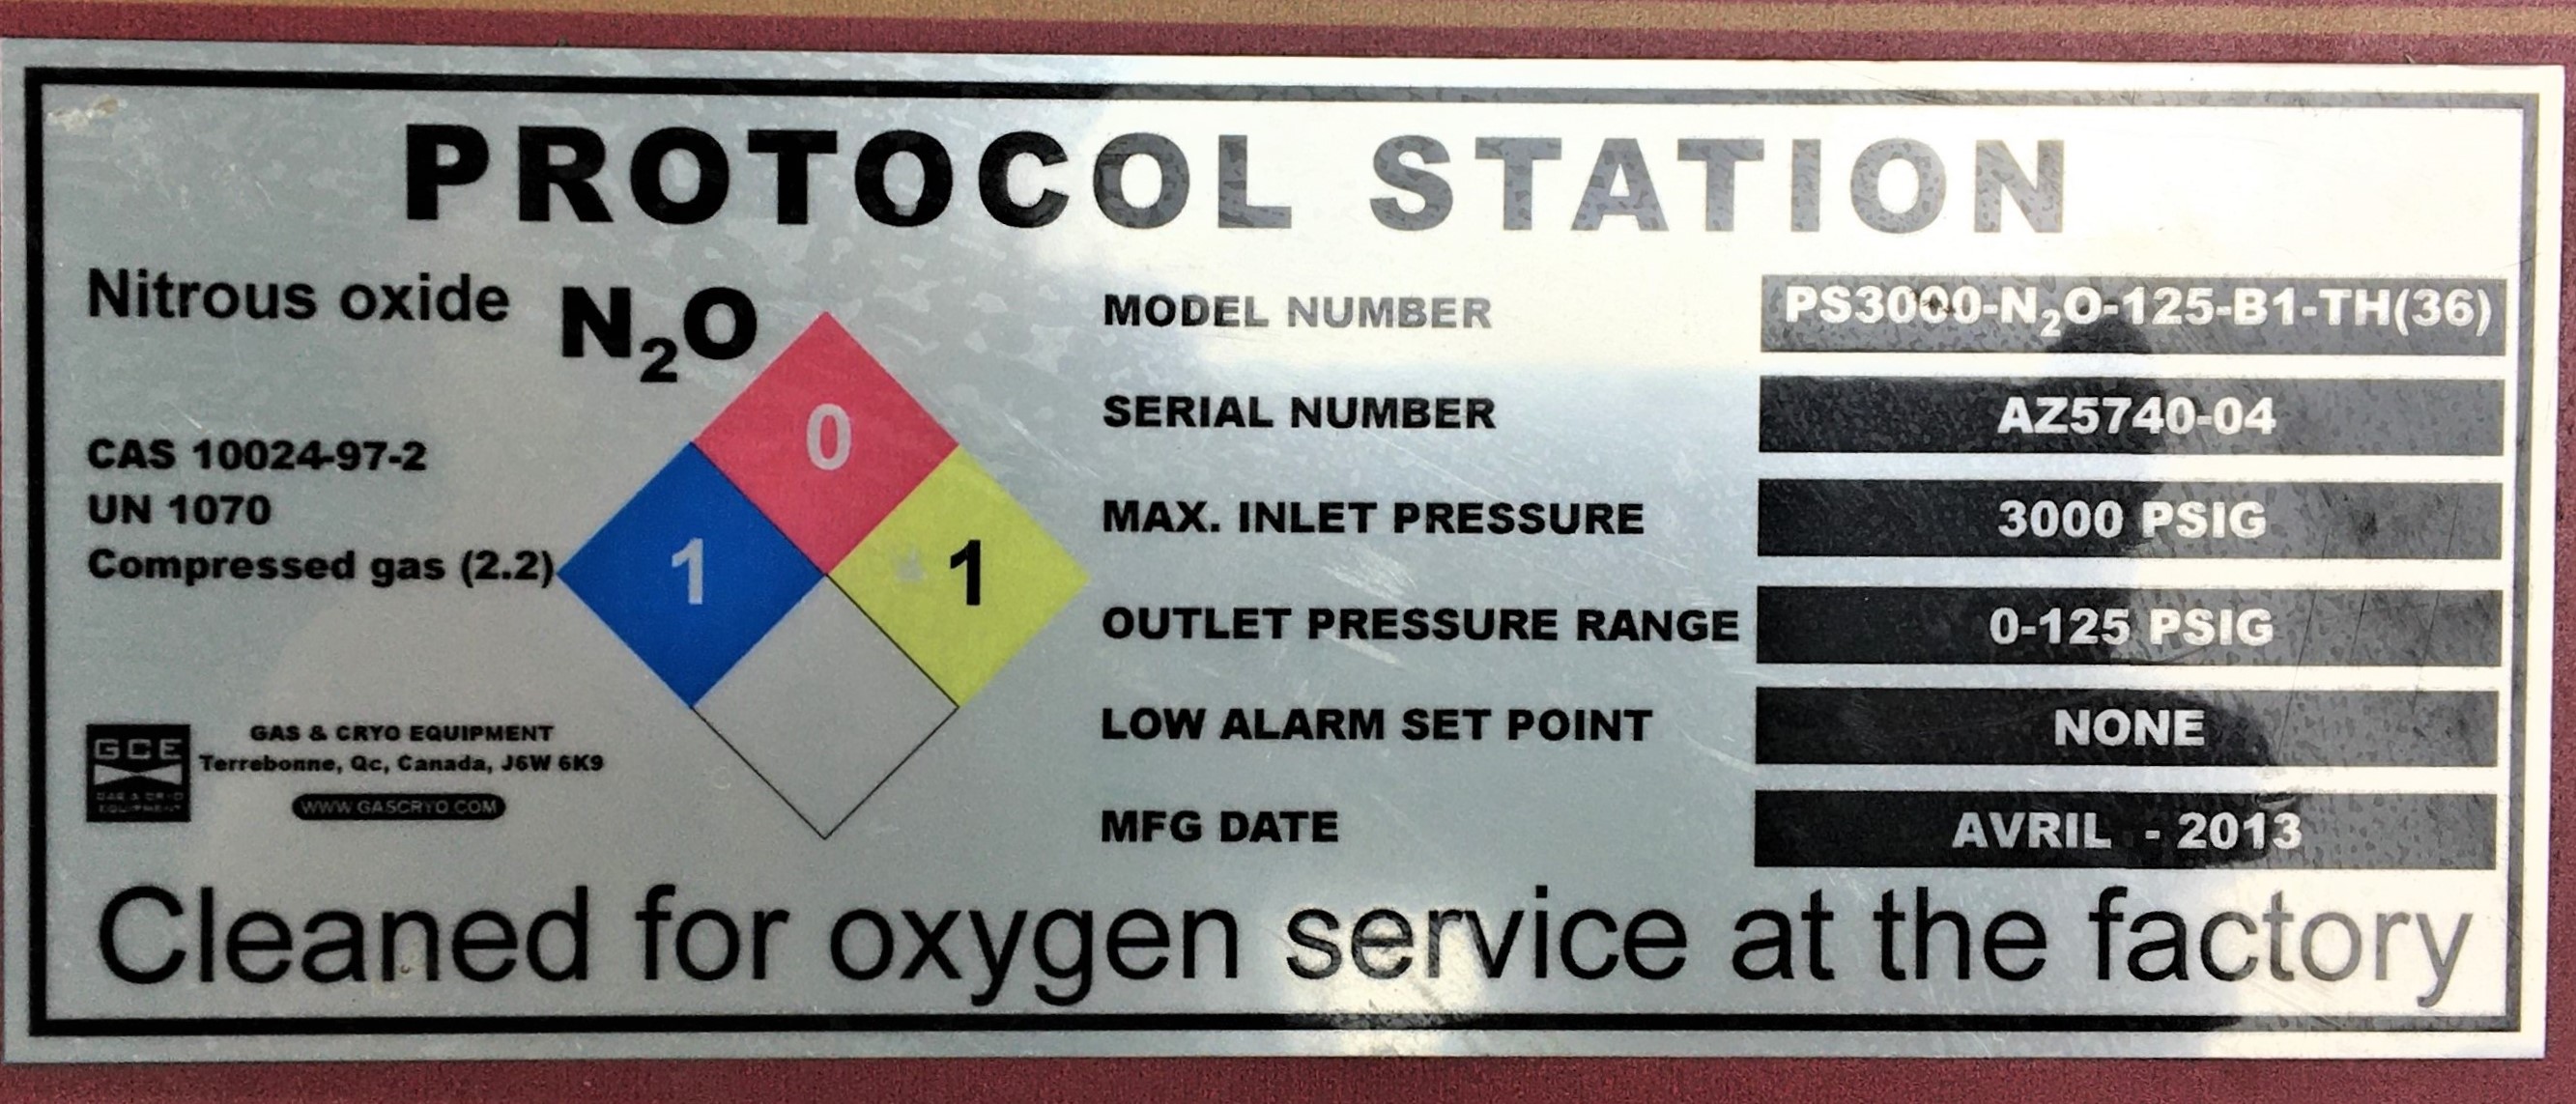 PROTOCOL STATION
Nitrous oxide N₂O
CAS 10024-97-2
UN 1070
Compressed gas (2.2)
0
1
1
MODEL NUMBER PS3000-N₂O-125-B1-TH(36)
SERIAL NUMBER AZ5740-04
MAX. INLET PRESSURE 3000 PSIG
OUTLET PRESSURE RANGE 0-125 PSIG
LOW ALARM SET POINT NONE
MFG DATE AVRIL - 2013
GCE
GAS & CRYO
EQUIPMENT
GAS & CRYO EQUIPMENT
Terrebonne, Qc, Canada, J6W 6K9
WWW.GASCRYO.COM
Cleaned for oxygen service at the factory